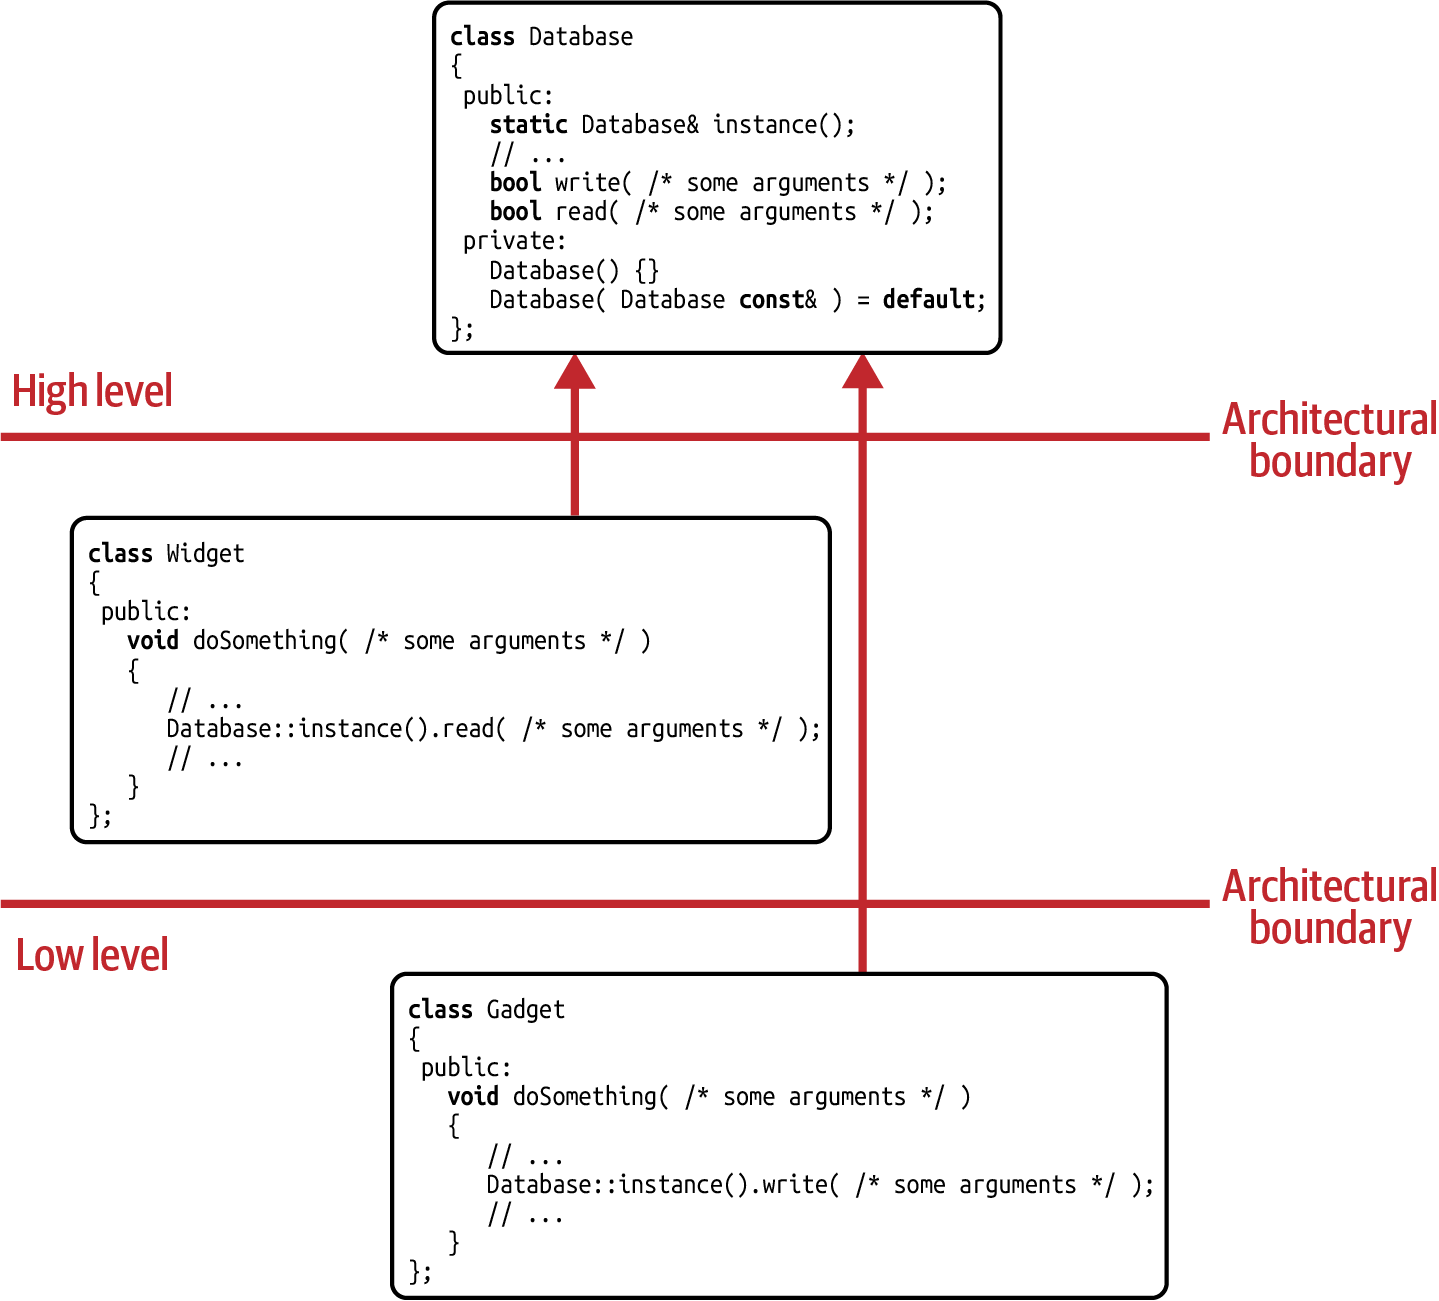 class Database
{
 public:
   static Database& instance();
   // ...
   bool write( /* some arguments */ );
   bool read( /* some arguments */ );
 private:
   Database() {}
   Database( Database const& ) = default;
};
High level
Architectural
boundary
class Widget
{
 public:
   void doSomething( /* some arguments */ )
   {
      // ...
      Database::instance().read( /* some arguments */ );
      // ...
   }
};
Architectural
boundary
Low level
class Gadget
{
 public:
   void doSomething( /* some arguments */ )
   {
      // ...
      Database::instance().write( /* some arguments */ );
      // ...
   }
};